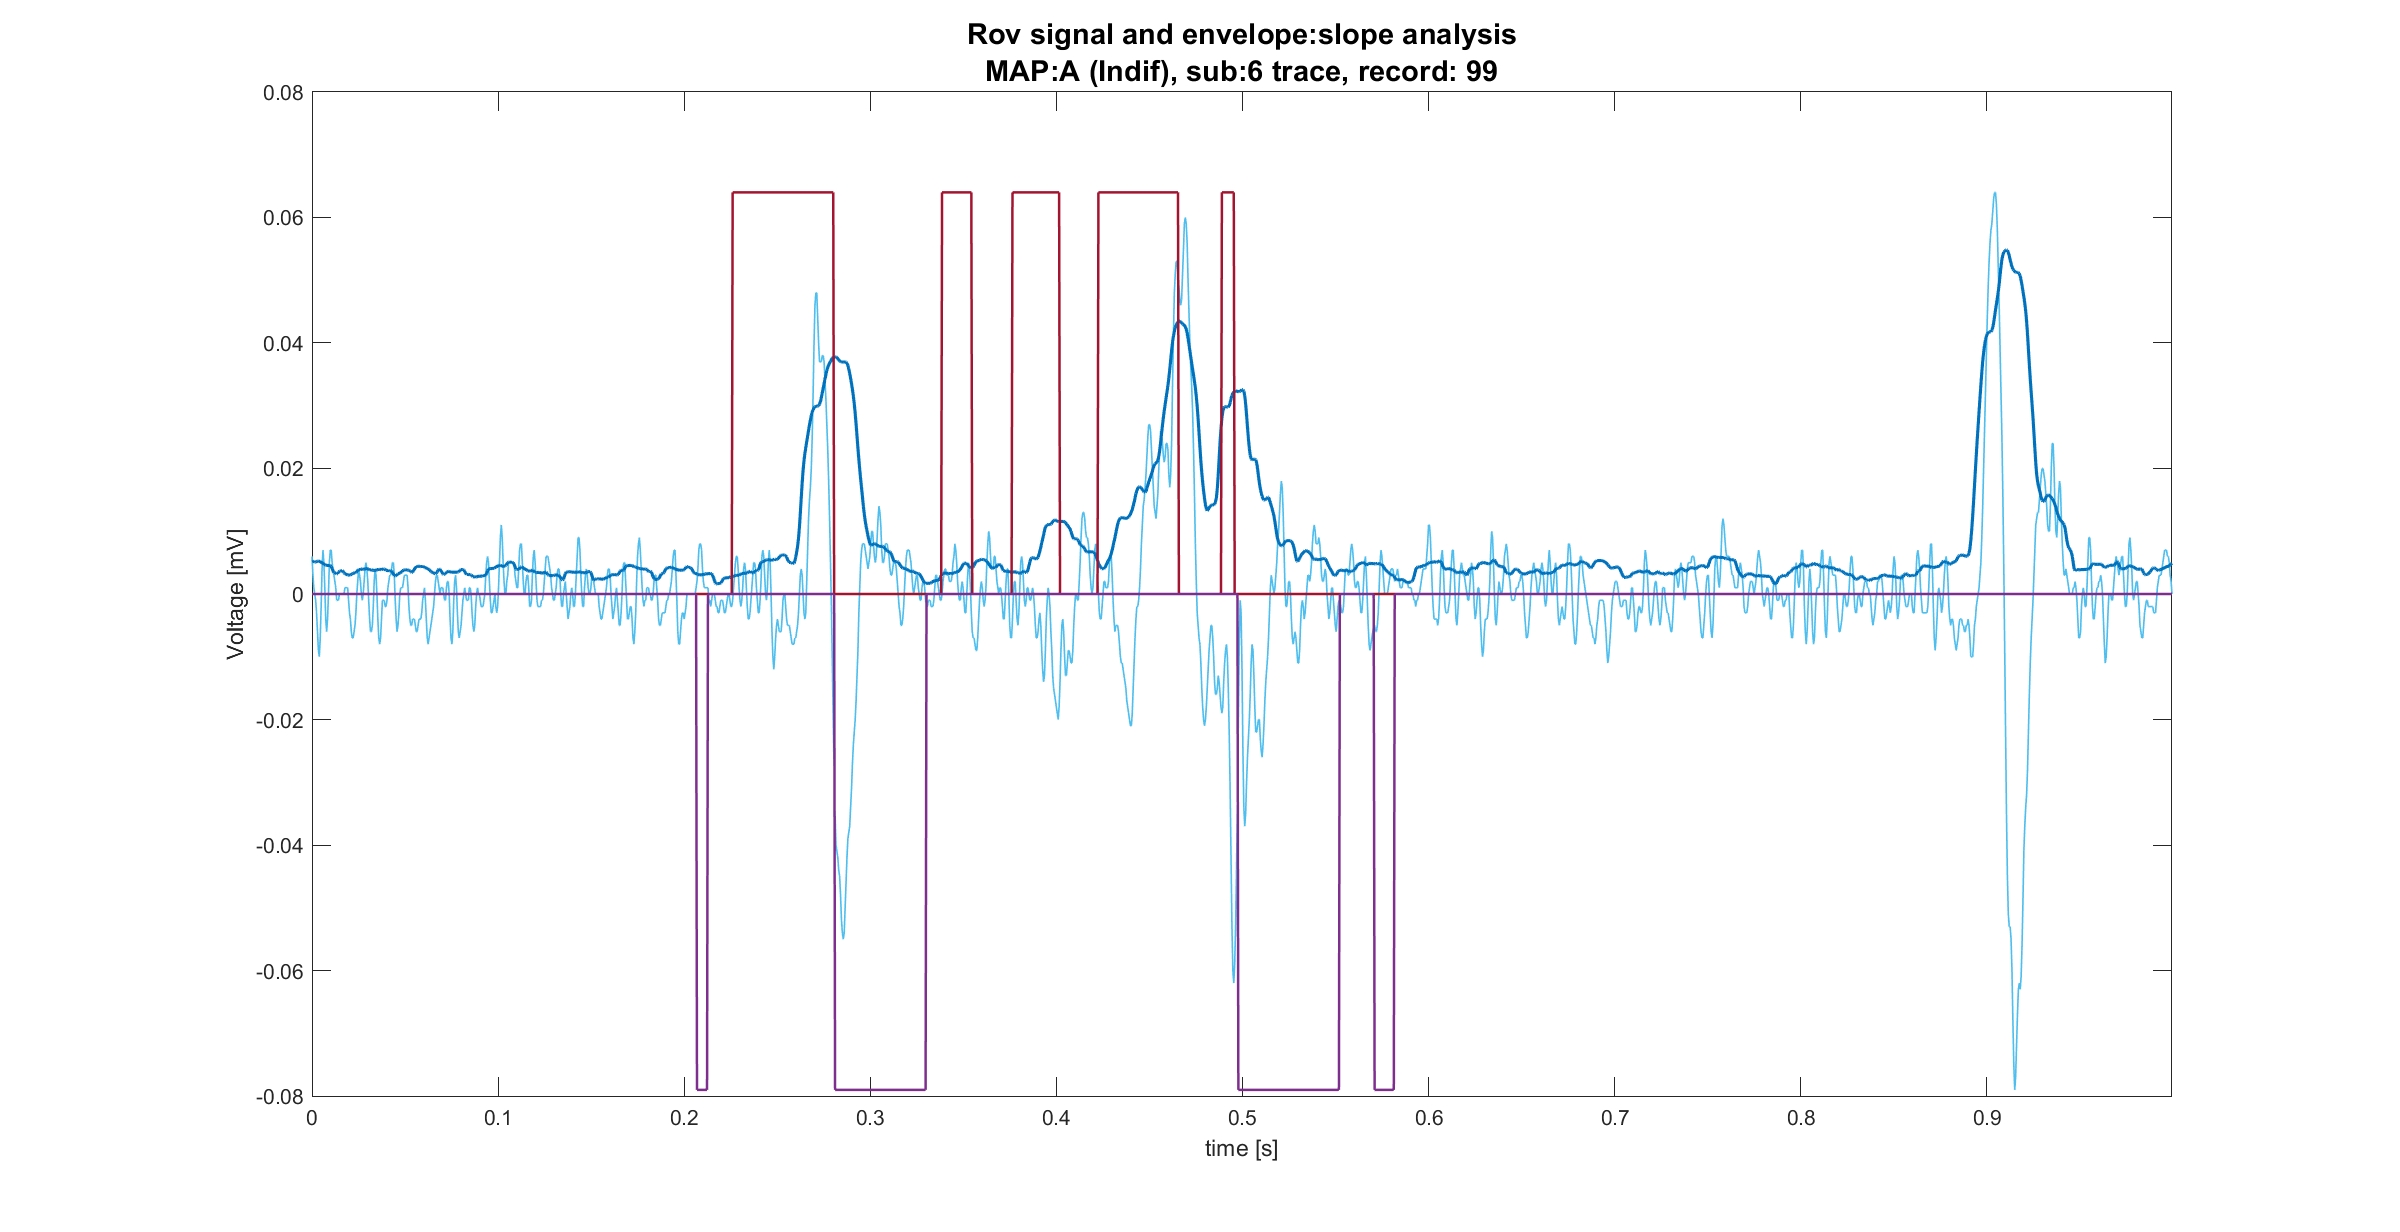 Rov signal and envelope:slope analysis
MAP:A (Indif), sub:6 trace, record: 99
0.08
0.06
0.04
0.02
0
-0.02
-0.04
-0.06
-0.08
Voltage [mV]
0 0.1 0.2 0.3 0.4 0.5 0.6 0.7 0.8 0.9
time [s]